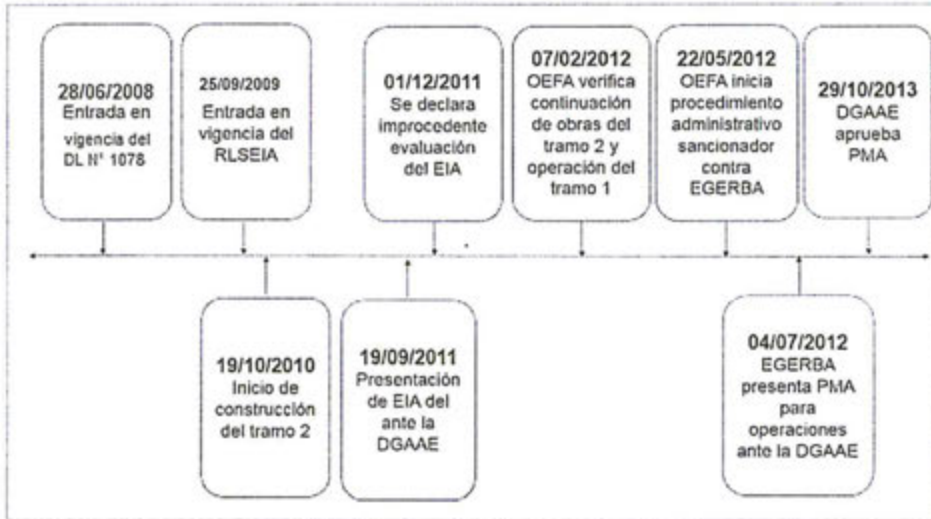 28/06/2008
Entrada en
vigencia del
DL N° 1078
25/09/2009
Entrada en
vigencia del
RLSEIA
01/12/2011
Se declara
improcedente
evaluación
del EIA
07/02/2012
OEFA verifica
continuación
de obras del
tramo 2 y
operación del
tramo 1
22/05/2012
OEFA inicia
procedimiento
administrativo
sancionador
contra
EGERBA
29/10/2013
DGAAE
aprueba
PMA
19/10/2010
Inicio de
construcción
del tramo 2
19/09/2011
Presentación
de EIA del
ante la
DGAAE
04/07/2012
EGERBA
presenta PMA
para
operaciones
ante la DGAAE